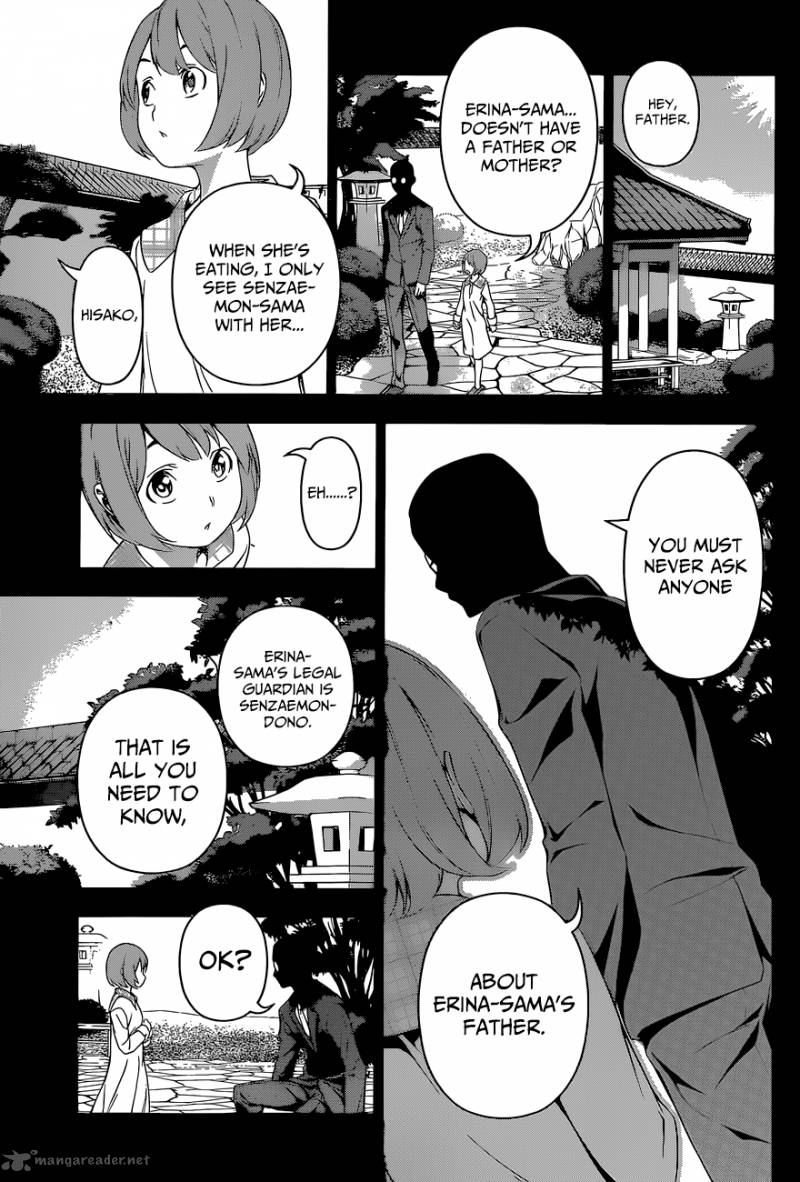 HEY,
FATHER.
ERINA-SAMA...
DOESN'T HAVE
A FATHER OR
MOTHER?
WHEN SHE'S
EATING, I ONLY
SEE SENZAE-
MON-SAMA
WITH HER...
HISAKO,
YOU MUST
NEVER ASK
ANYONE
ABOUT
ERINA-SAMA'S
FATHER.
EH......?
ERINA-
SAMA'S LEGAL
GUARDIAN IS
SENZAEMON-
DONO.
THAT IS
ALL YOU
NEED TO
KNOW,
OK?
mangareader.net